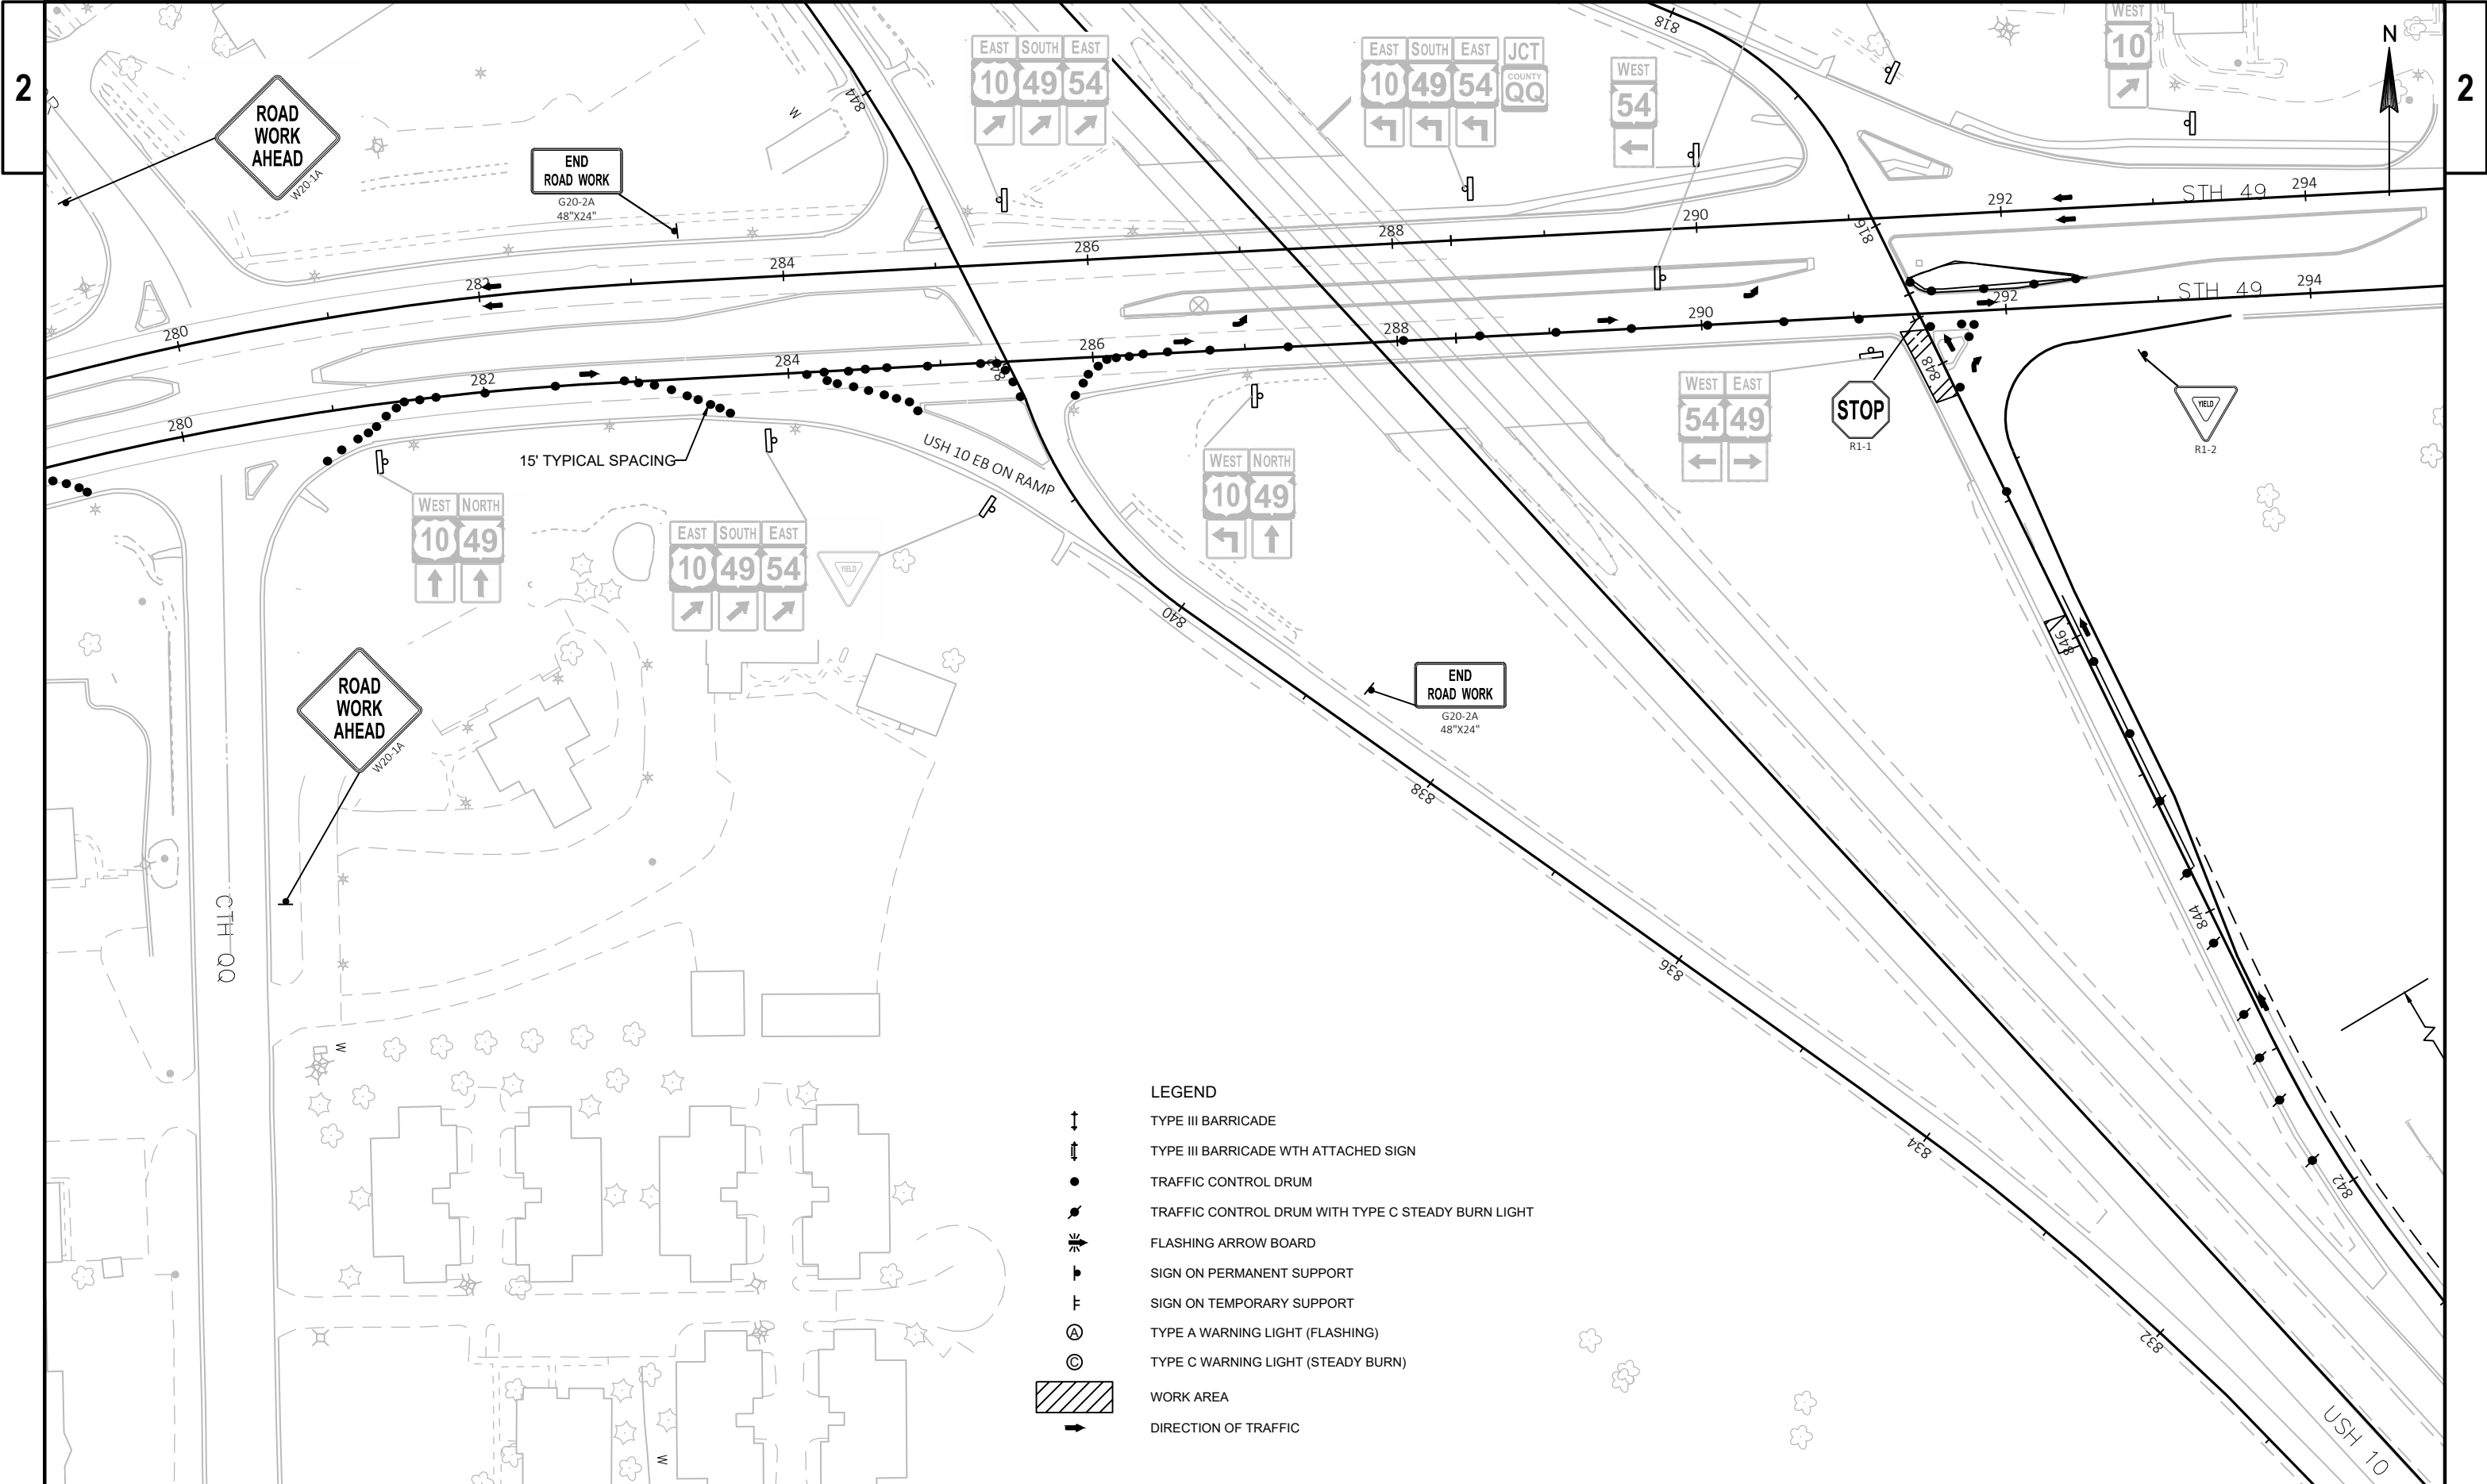 2
2
N
ROAD
WORK
AHEAD
W20-1A
END
ROAD WORK
G20-2A
48"X24"
EAST SOUTH EAST
10 49 54
EAST SOUTH EAST JCT
10 49 54 COUNTY QQ
WEST
54
WEST
10
W
844
818
816
280
282
284
286
288
290
292
STH 49
294
280
282
284
286
288
290
292
STH 49
294
848
15' TYPICAL SPACING
USH 10 EB ON RAMP
WEST NORTH
10 49
EAST SOUTH EAST
10 49 54
YIELD
WEST NORTH
10 49
WEST EAST
54 49
STOP
R1-1
YIELD
R1-2
846
844
842
840
838
836
834
832
USH 10
END
ROAD WORK
G20-2A
48"X24"
ROAD
WORK
AHEAD
W20-1A
CTH QQ
W
W
LEGEND
TYPE III BARRICADE
TYPE III BARRICADE WTH ATTACHED SIGN
TRAFFIC CONTROL DRUM
TRAFFIC CONTROL DRUM WITH TYPE C STEADY BURN LIGHT
FLASHING ARROW BOARD
SIGN ON PERMANENT SUPPORT
SIGN ON TEMPORARY SUPPORT
A TYPE A WARNING LIGHT (FLASHING)
C TYPE C WARNING LIGHT (STEADY BURN)
WORK AREA
DIRECTION OF TRAFFIC